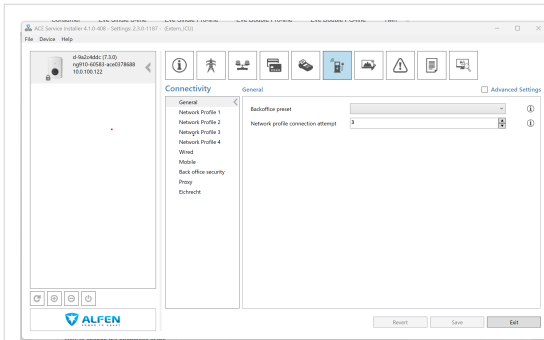 ACE Service Installer 4.1.0-408 - Settings: 2.3.0-1187 - (Extern_ICU)
File Device Help
d-9a2c4ddc (7.3.0)
ng910-60583-ace0378688
10.0.100.122
Connectivity
General
Advanced Settings
General
Network Profile 1
Network Profile 2
Network Profile 3
Network Profile 4
Wired
Mobile
Back office security
Proxy
Eichrecht
Backoffice preset
Network profile connection attempt
3
ALFEN
POWER TO ADAPT
Revert
Save
Exit